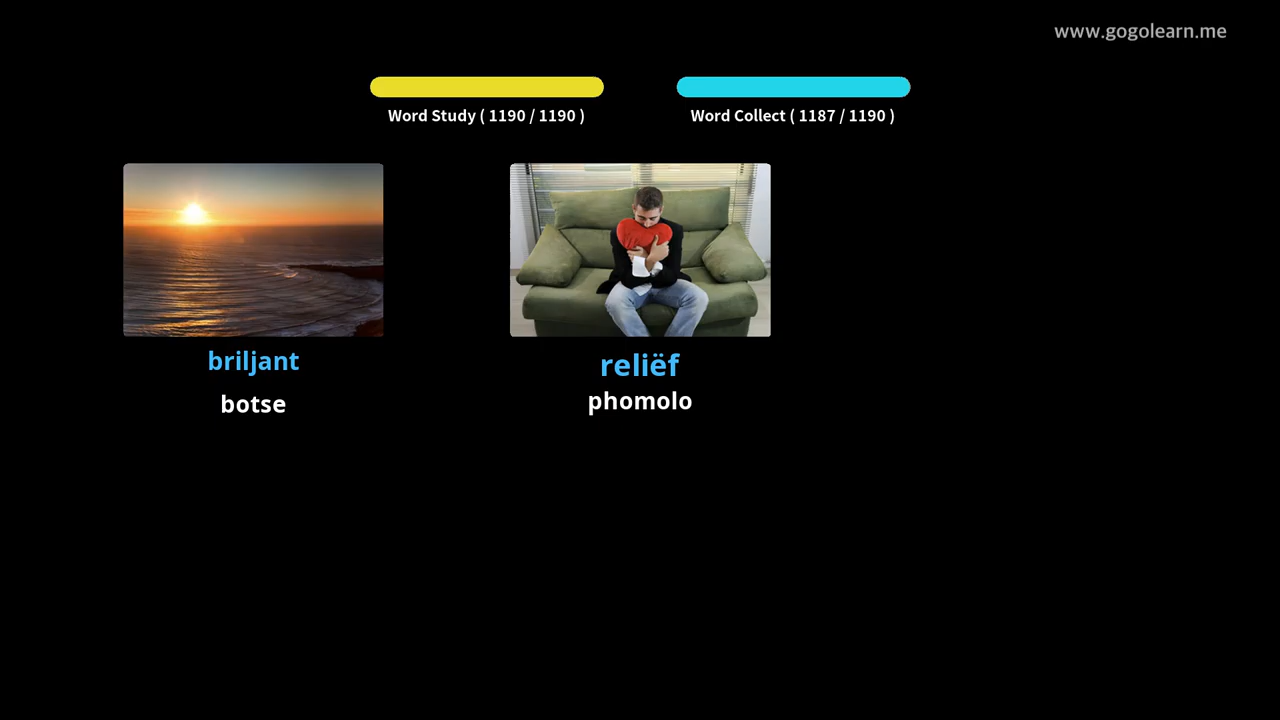 www.gogolearn.me
Word Study ( 1190 / 1190 )
Word Collect ( 1187 / 1190 )
briljant
botse
reliëf
phomolo